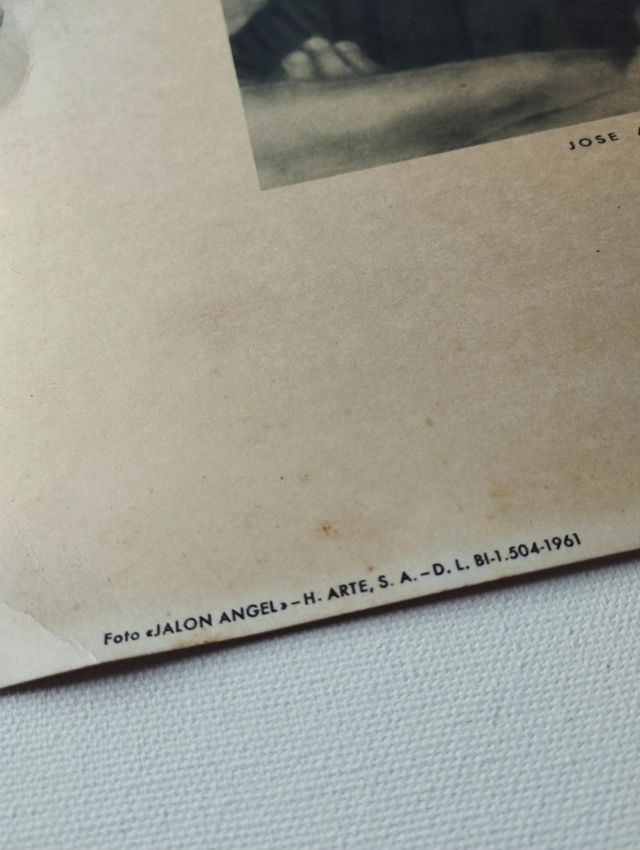 JOSE
Foto «JALON ANGEL» – H. ARTE, S. A. – D. L. BI-1.504-1961